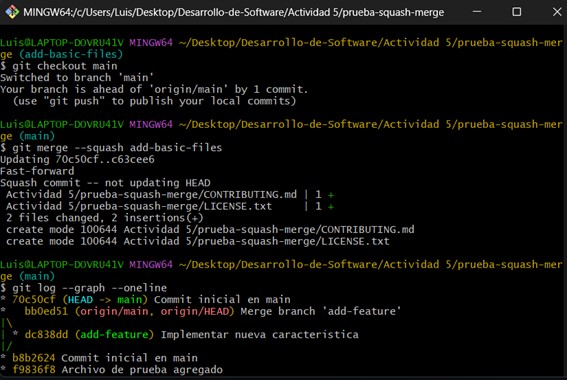 MINGW64:/c/Users/Luis/Desktop/Desarrollo-de-Software/Actividad 5/prueba-squash-merge
Luis@LAPTOP-DOVRU41V MINGW64 ~/Desktop/Desarrollo-de-Software/Actividad 5/prueba-squash-mer
ge (add-basic-files)
$ git checkout main
Switched to branch 'main'
Your branch is ahead of 'origin/main' by 1 commit.
  (use "git push" to publish your local commits)
Luis@LAPTOP-DOVRU41V MINGW64 ~/Desktop/Desarrollo-de-Software/Actividad 5/prueba-squash-mer
ge (main)
$ git merge --squash add-basic-files
Updating 70c50cf..c63cee6
Fast-forward
Squash commit -- not updating HEAD
 Actividad 5/prueba-squash-merge/CONTRIBUTING.md | 1 +
 Actividad 5/prueba-squash-merge/LICENSE.txt     | 1 +
 2 files changed, 2 insertions(+)
 create mode 100644 Actividad 5/prueba-squash-merge/CONTRIBUTING.md
 create mode 100644 Actividad 5/prueba-squash-merge/LICENSE.txt
Luis@LAPTOP-DOVRU41V MINGW64 ~/Desktop/Desarrollo-de-Software/Actividad 5/prueba-squash-mer
ge (main)
$ git log --graph --oneline
* 70c50cf (HEAD -> main) Commit inicial en main
*   bb0ed51 (origin/main, origin/HEAD) Merge branch 'add-feature'
|\
| * dc838dd (add-feature) Implementar nueva caracteristica
|/
* b8b2624 Commit inicial en main
* f9836f8 Archivo de prueba agregado